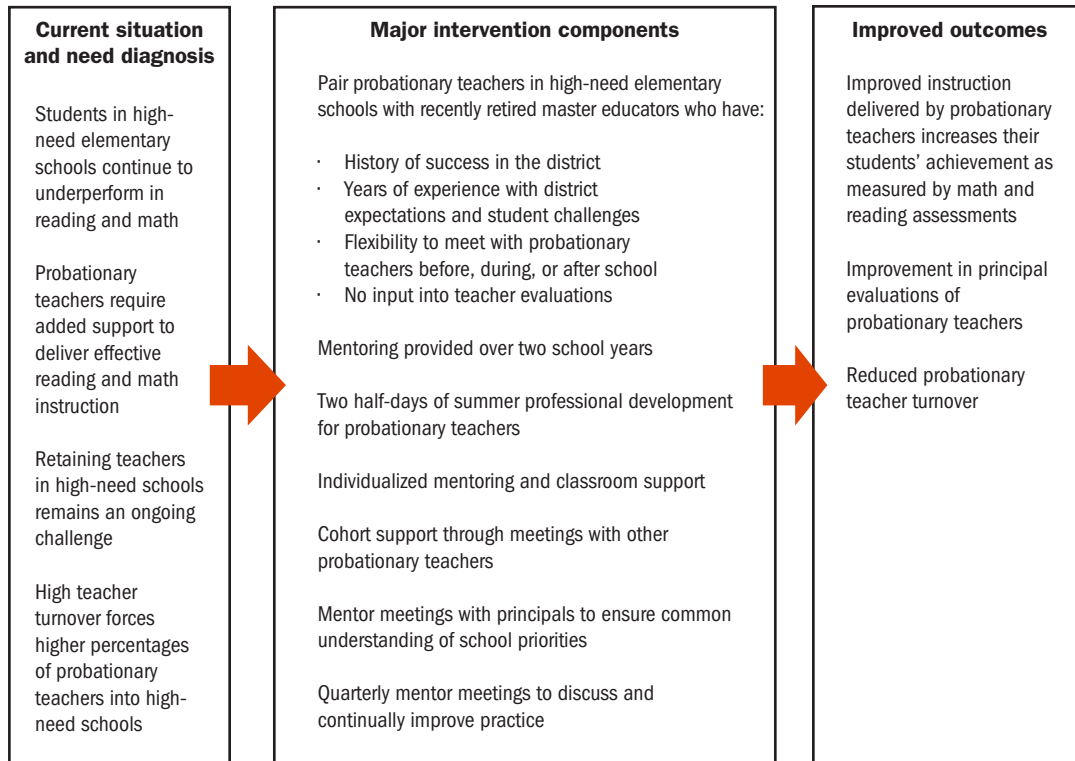 Current situation
and need diagnosis
Students in high-
need elementary
schools continue to
underperform in
reading and math
Probationary
teachers require
added support to
deliver effective
reading and math
instruction
Retaining teachers
in high-need schools
remains an ongoing
challenge
High teacher
turnover forces
higher percentages
of probationary
teachers into high-
need schools
Major intervention components
Pair probationary teachers in high-need elementary
schools with recently retired master educators who have:
· History of success in the district
· Years of experience with district
expectations and student challenges
· Flexibility to meet with probationary
teachers before, during, or after school
· No input into teacher evaluations
Mentoring provided over two school years
Two half-days of summer professional development
for probationary teachers
Individualized mentoring and classroom support
Cohort support through meetings with other
probationary teachers
Mentor meetings with principals to ensure common
understanding of school priorities
Quarterly mentor meetings to discuss and
continually improve practice
Improved outcomes
Improved instruction
delivered by probationary
teachers increases their
students’ achievement as
measured by math and
reading assessments
Improvement in principal
evaluations of
probationary teachers
Reduced probationary
teacher turnover